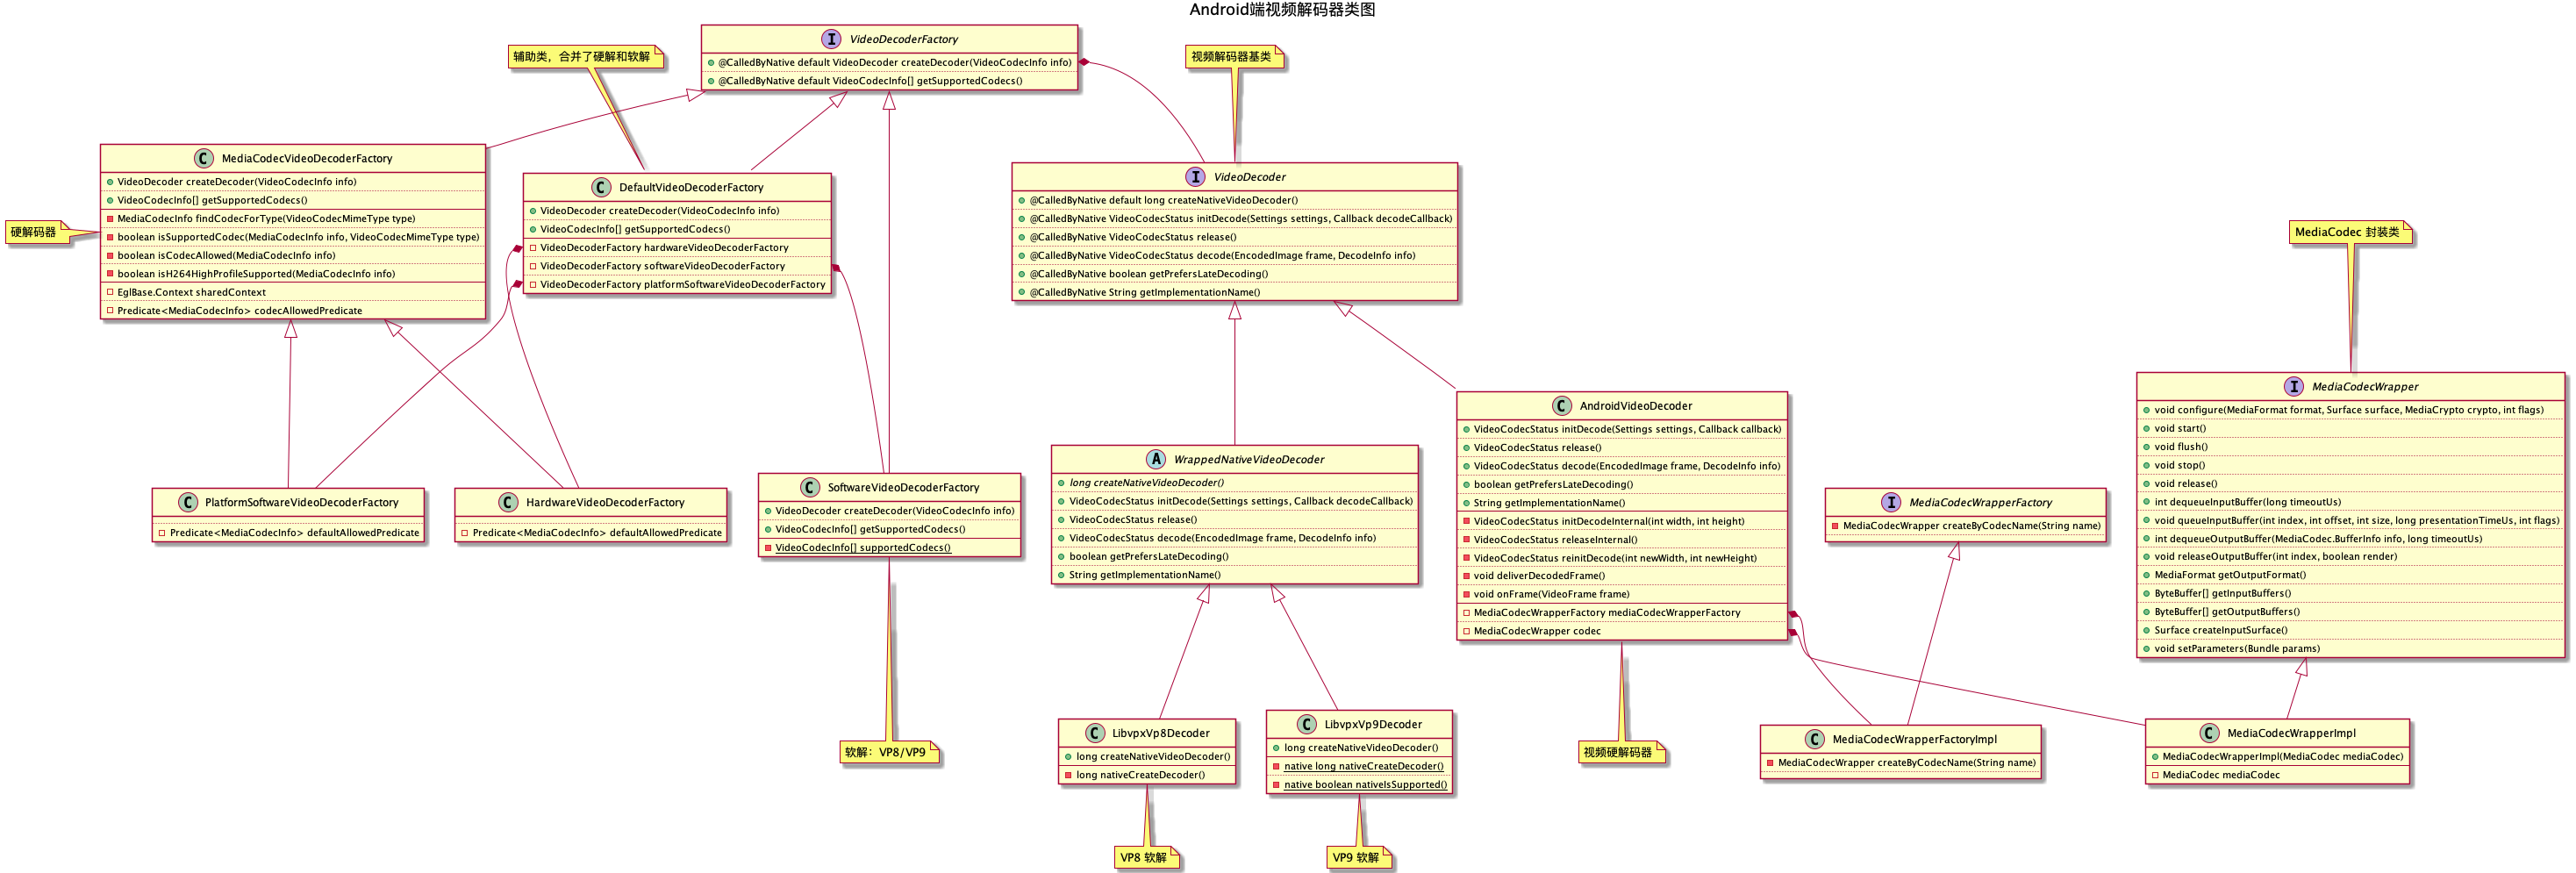 Android端视频解码器类图
VideoDecoderFactory
@CalledByNative default VideoDecoder createDecoder(VideoCodecInfo info)
@CalledByNative default VideoCodecInfo[] getSupportedCodecs()
辅助类，合并了硬解和软解
视频解码器基类
MediaCodecVideoDecoderFactory
VideoDecoder createDecoder(VideoCodecInfo info)
VideoCodecInfo[] getSupportedCodecs()
MediaCodecInfo findCodecForType(VideoCodecMimeType type)
boolean isSupportedCodec(MediaCodecInfo info, VideoCodecMimeType type)
boolean isCodecAllowed(MediaCodecInfo info)
boolean isH264HighProfileSupported(MediaCodecInfo info)
EglBase.Context sharedContext
Predicate<MediaCodecInfo> codecAllowedPredicate
硬解码器
DefaultVideoDecoderFactory
VideoDecoder createDecoder(VideoCodecInfo info)
VideoCodecInfo[] getSupportedCodecs()
VideoDecoderFactory hardwareVideoDecoderFactory
VideoDecoderFactory softwareVideoDecoderFactory
VideoDecoderFactory platformSoftwareVideoDecoderFactory
VideoDecoder
@CalledByNative default long createNativeVideoDecoder()
@CalledByNative VideoCodecStatus initDecode(Settings settings, Callback decodeCallback)
@CalledByNative VideoCodecStatus release()
@CalledByNative VideoCodecStatus decode(EncodedImage frame, DecodeInfo info)
@CalledByNative boolean getPrefersLateDecoding()
@CalledByNative String getImplementationName()
MediaCodec 封装类
MediaCodecWrapper
void configure(MediaFormat format, Surface surface, MediaCrypto crypto, int flags)
void start()
void flush()
void stop()
void release()
int dequeueInputBuffer(long timeoutUs)
void queueInputBuffer(int index, int offset, int size, long presentationTimeUs, int flags)
int dequeueOutputBuffer(MediaCodec.BufferInfo info, long timeoutUs)
void releaseOutputBuffer(int index, boolean render)
MediaFormat getOutputFormat()
ByteBuffer[] getInputBuffers()
ByteBuffer[] getOutputBuffers()
Surface createInputSurface()
void setParameters(Bundle params)
PlatformSoftwareVideoDecoderFactory
Predicate<MediaCodecInfo> defaultAllowedPredicate
HardwareVideoDecoderFactory
Predicate<MediaCodecInfo> defaultAllowedPredicate
SoftwareVideoDecoderFactory
VideoDecoder createDecoder(VideoCodecInfo info)
VideoCodecInfo[] getSupportedCodecs()
VideoCodecInfo[] supportedCodecs()
WrappedNativeVideoDecoder
long createNativeVideoDecoder()
VideoCodecStatus initDecode(Settings settings, Callback decodeCallback)
VideoCodecStatus release()
VideoCodecStatus decode(EncodedImage frame, DecodeInfo info)
boolean getPrefersLateDecoding()
String getImplementationName()
AndroidVideoDecoder
VideoCodecStatus initDecode(Settings settings, Callback callback)
VideoCodecStatus release()
VideoCodecStatus decode(EncodedImage frame, DecodeInfo info)
boolean getPrefersLateDecoding()
String getImplementationName()
VideoCodecStatus initDecodeInternal(int width, int height)
VideoCodecStatus releaseInternal()
VideoCodecStatus reinitDecode(int newWidth, int newHeight)
void deliverDecodedFrame()
void onFrame(VideoFrame frame)
MediaCodecWrapperFactory mediaCodecWrapperFactory
MediaCodecWrapper codec
MediaCodecWrapperFactory
MediaCodecWrapper createByCodecName(String name)
软解：VP8/VP9
LibvpxVp8Decoder
long createNativeVideoDecoder()
long nativeCreateDecoder()
LibvpxVp9Decoder
long createNativeVideoDecoder()
native long nativeCreateDecoder()
native boolean nativeIsSupported()
视频硬解码器
MediaCodecWrapperFactoryImpl
MediaCodecWrapper createByCodecName(String name)
MediaCodecWrapperImpl
MediaCodecWrapperImpl(MediaCodec mediaCodec)
MediaCodec mediaCodec
VP8 软解
VP9 软解